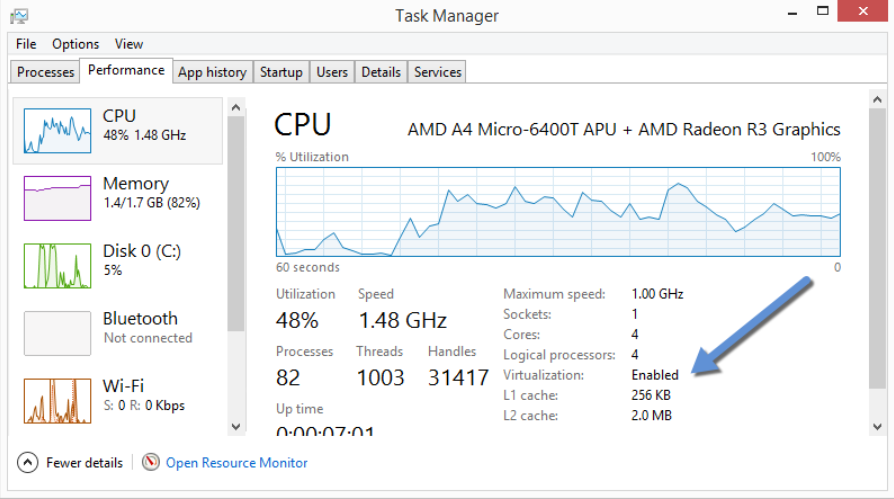 Task Manager
File Options View
Processes Performance App history Startup Users Details Services
CPU
48% 1.48 GHz
Memory
1.4/1.7 GB (82%)
Disk 0 (C:)
5%
Bluetooth
Not connected
Wi-Fi
S: 0 R: 0 Kbps
CPU AMD A4 Micro-6400T APU + AMD Radeon R3 Graphics
% Utilization 100%
60 seconds 0
Utilization Speed
48% 1.48 GHz
Processes Threads Handles
82 1003 31417
Up time
0:00:07:01
Maximum speed: 1.00 GHz
Sockets: 1
Cores: 4
Logical processors: 4
Virtualization: Enabled
L1 cache: 256 KB
L2 cache: 2.0 MB
Fewer details Open Resource Monitor